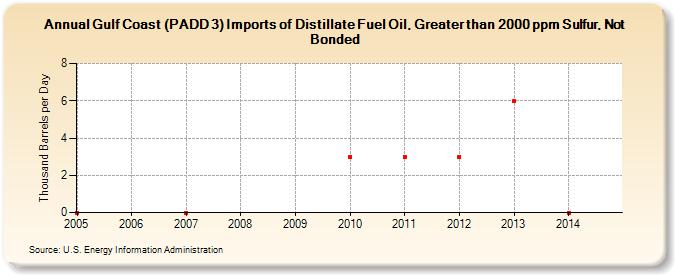 Annual Gulf Coast (PADD 3) Imports of Distillate Fuel Oil, Greater than 2000 ppm Sulfur, Not
Bonded
Thousand Barrels per Day
8
6
4
2
0
2005 2006 2007 2008 2009 2010 2011 2012 2013 2014
Source: U.S. Energy Information Administration